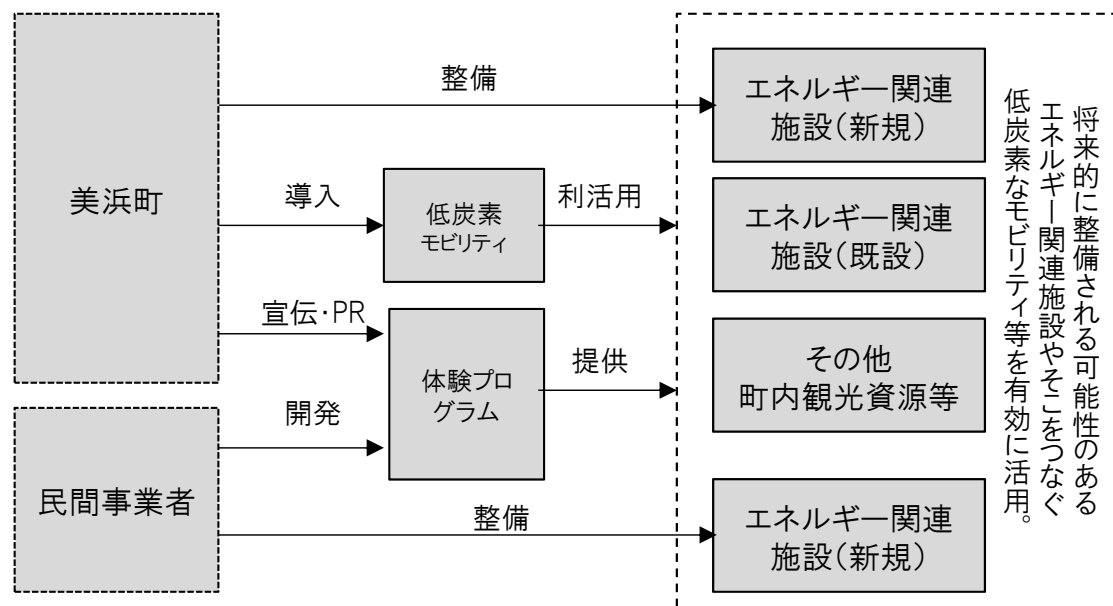 美浜町
整備
エネルギー関連
施設(新規)
導入
低炭素
モビリティ
利活用
エネルギー関連
施設(既設)
宣伝・PR
体験プロ
グラム
提供
その他
町内観光資源等
民間事業者
開発
整備
エネルギー関連
施設(新規)
将来的に整備される可能性のある
エネルギー関連施設やそこをつなぐ
低炭素なモビリティ等を有効に活用。